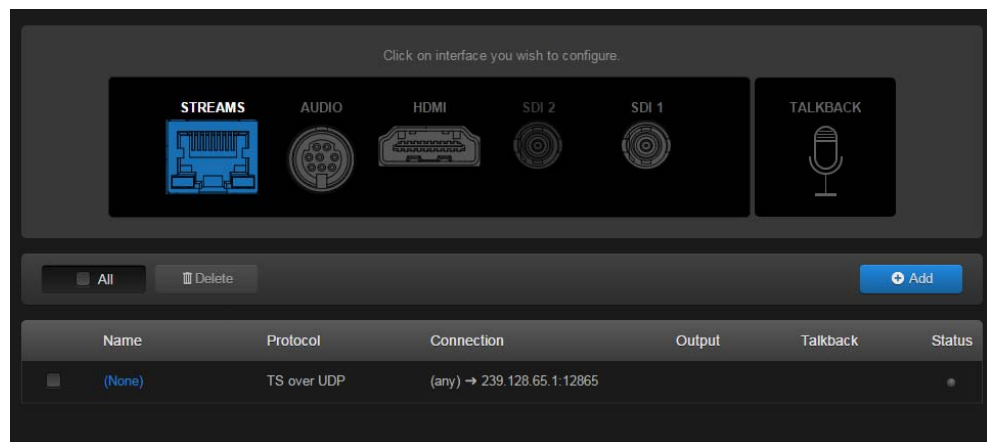 Click on interface you wish to configure.
STREAMS AUDIO HDMI SDI 2 SDI 1 TALKBACK
All Delete Add
Name Protocol Connection Output Talkback Status
(None) TS over UDP (any) ➔ 239.128.65.1:12865